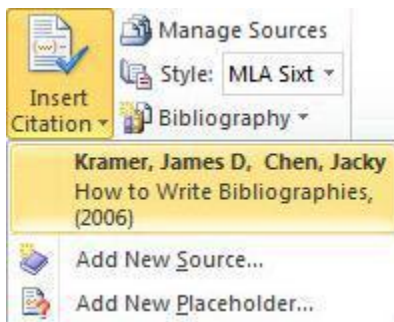 Manage Sources
Style: MLA Sixt
Insert
Citation
Bibliography
Kramer, James D, Chen, Jacky
How to Write Bibliographies,
(2006)
Add New Source...
Add New Placeholder...